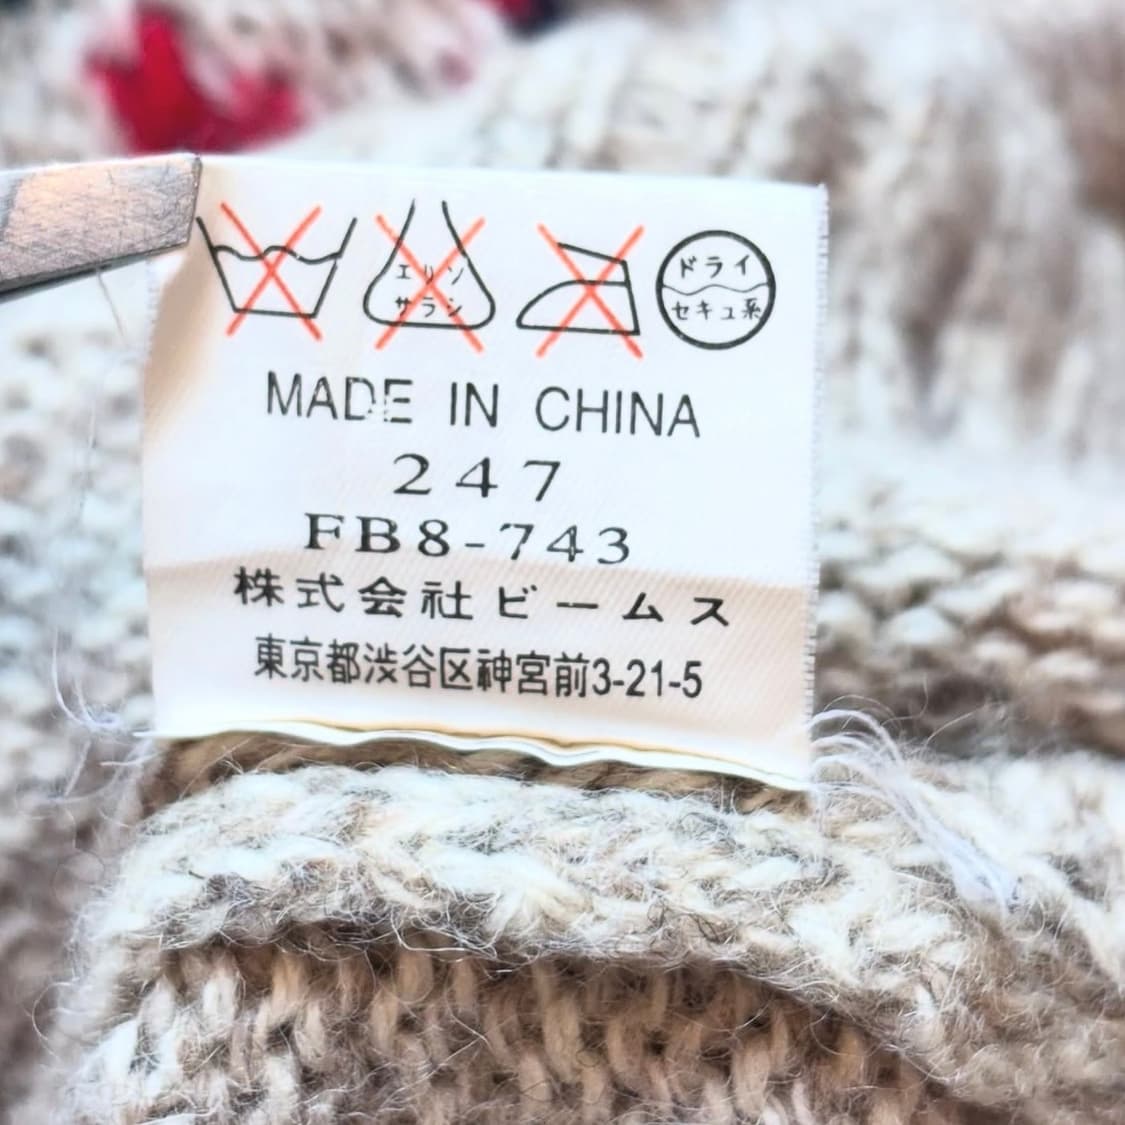 エリソ
サラシ
ドライ
セキユ系
MADE IN CHINA
247
FB8-743
株式会社ビームス
東京都渋谷区神宮前3-21-5